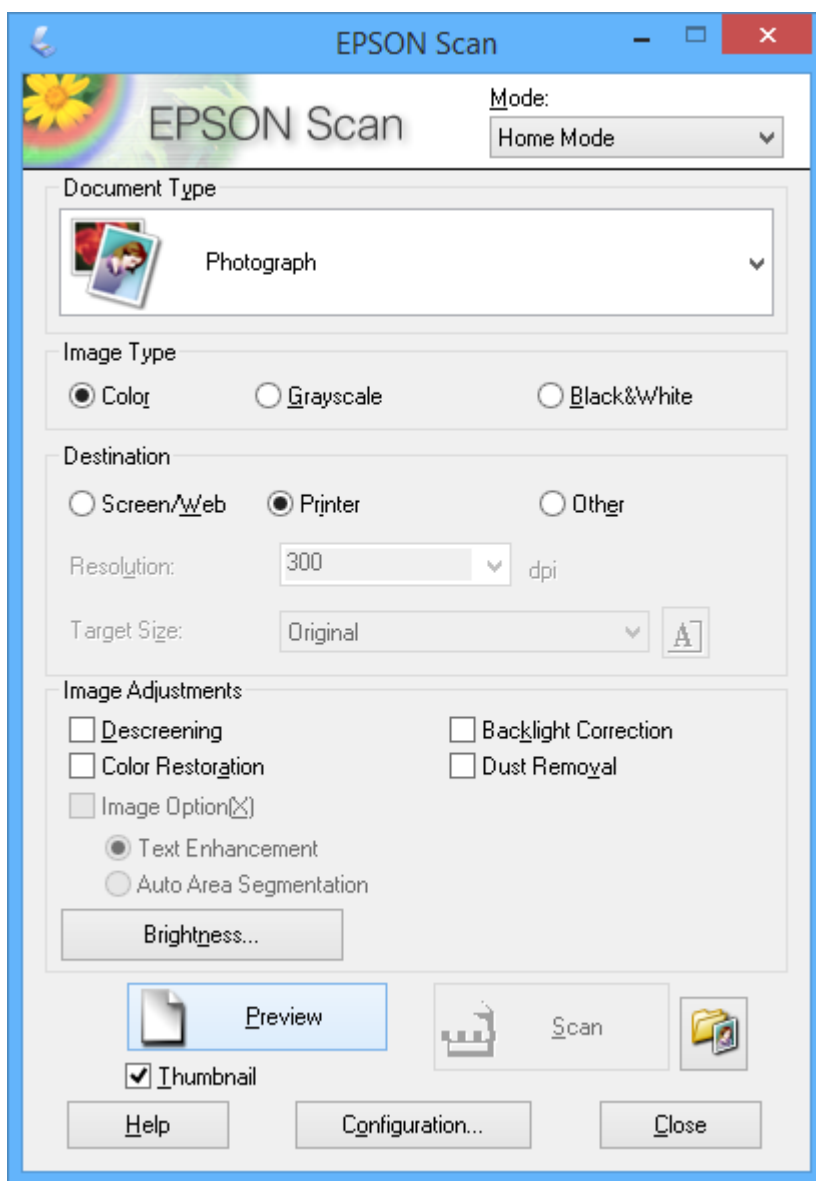 EPSON Scan
EPSON Scan
Mode:
Home Mode
Document Type
Photograph
Image Type
Color Grayscale Black&White
Destination
Screen/Web Printer Other
Resolution: 300 dpi
Target Size: Original A
Image Adjustments
Descreening Backlight Correction
Color Restoration Dust Removal
Image Option(X)
Text Enhancement
Auto Area Segmentation
Brightness...
Preview Scan
Thumbnail
Help Configuration... Close